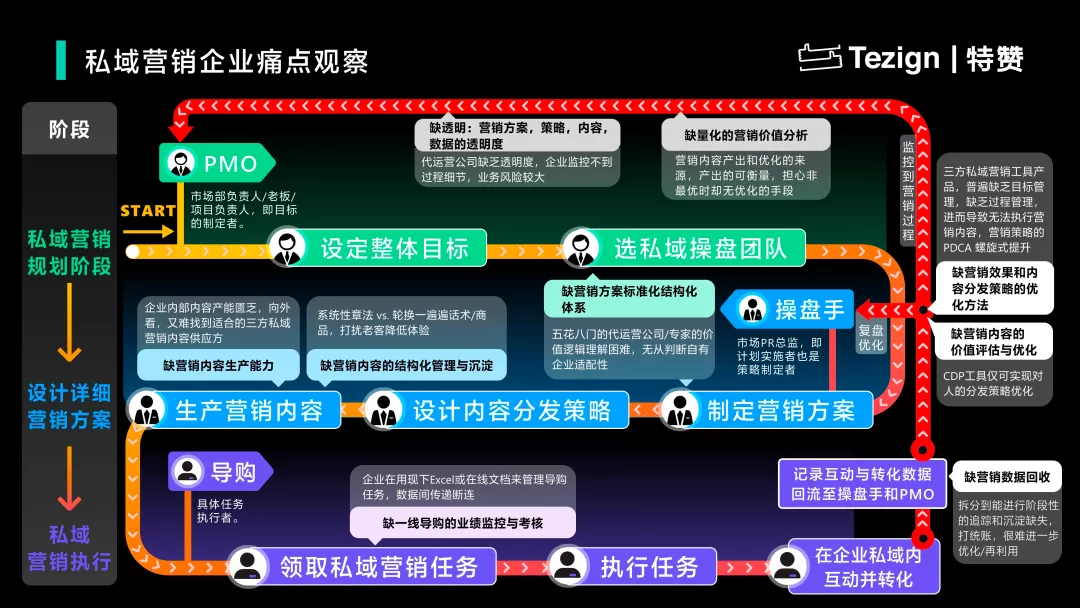 私域营销企业痛点观察
Tezign | 特赞
阶段
私域营销
规划阶段
设计详细
营销方案
私域
营销执行
PMO
市场部负责人/老板/
项目负责人，即目标
的制定者。
START
缺透明：营销方案，策略，内容，
数据的透明度
代运营公司缺乏透明度，企业监控不到
过程细节，业务风险较大
缺量化的营销价值分析
营销内容产出和优化的来
源，产出的可衡量，担心非
最优时却无优化的手段
设定整体目标
选私域操盘团队
监控到营销过程
三方私域营销工具产
品，普遍缺乏目标管
理，缺乏过程管理，
进而导致无法执行营
销内容，营销策略的
PDCA 螺旋式提升
缺营销效果和内
容分发策略的优
化方法
缺营销内容的
价值评估与优化
CDP工具仅可实现对
人的分发策略优化
企业内部内容产能匮乏，向外
看，又难找到适合的三方私域
营销内容供应方
缺营销内容生产能力
系统性章法 vs. 轮换一遍遍话术/商
品，打扰老客降低体验
缺营销内容的结构化管理与沉淀
缺营销方案标准化结构化
体系
五花八门的代运营公司/专家的价
值逻辑理解困难，无从判断自有
企业适配性
操盘手
市场PR总监，即
计划实施者也是
策略制定者
复盘
优化
生产营销内容
设计内容分发策略
制定营销方案
导购
具体任务
执行者。
企业在用现下Excel或在线文档来管理导购
任务，数据间传递断连
缺一线导购的业绩监控与考核
记录互动与转化数据
回流至操盘手和PMO
缺营销数据回收
拆分到能进行阶段性
的追踪和沉淀缺失，
打统账，很难进一步
优化/再利用
领取私域营销任务
执行任务
在企业私域内
互动并转化